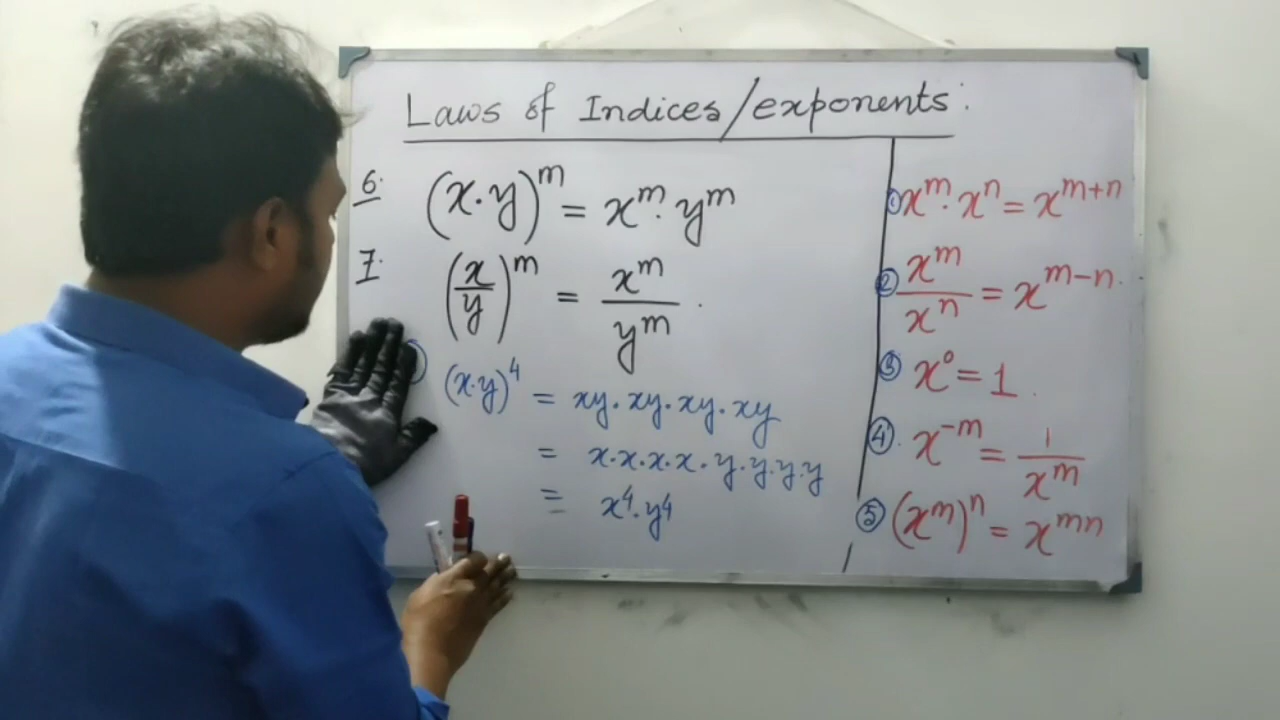 Laws of Indices/exponents:
6. (x·y)^m = x^m · y^m
7. (x/y)^m = x^m / y^m .
(x·y)^4 = xy · xy · xy · xy
= x·x·x·x · y·y·y·y
= x^4 · y^4
① x^m · x^n = x^(m+n)
② x^m / x^n = x^(m-n) .
③ x^0 = 1 .
④ . x^(-m) = 1 / x^m
⑤ (x^m)^n = x^(mn)